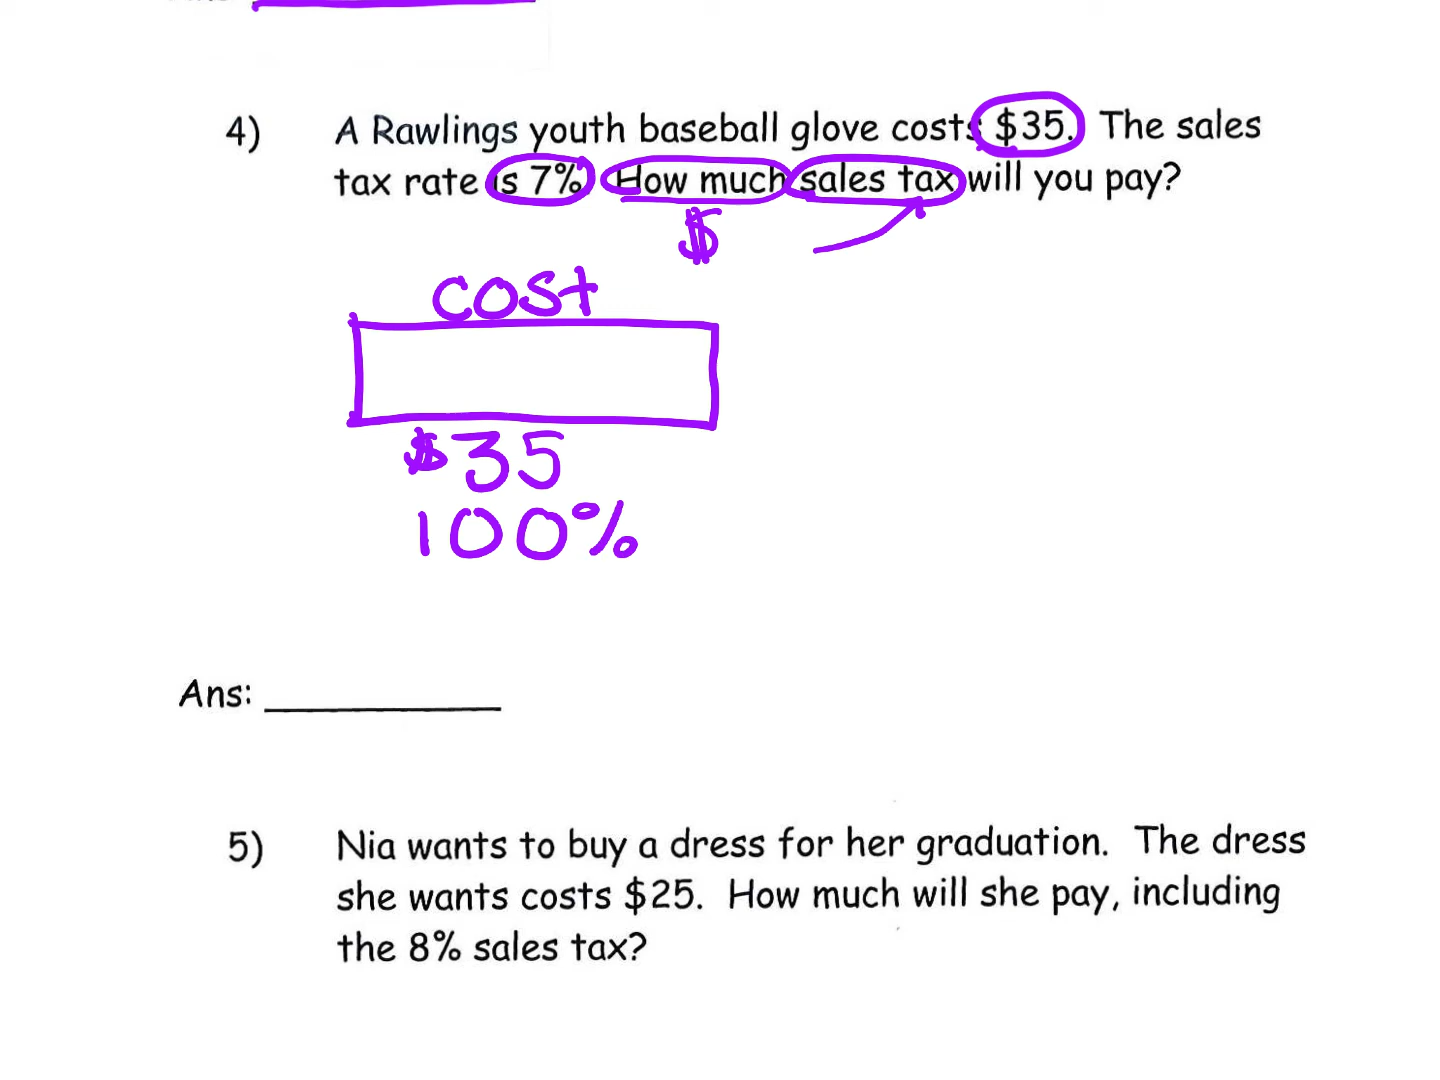 4) A Rawlings youth baseball glove costs $35. The sales
tax rate is 7%. How much sales tax will you pay?
$
cost
$35
100%
Ans:
5) Nia wants to buy a dress for her graduation. The dress
she wants costs $25. How much will she pay, including
the 8% sales tax?